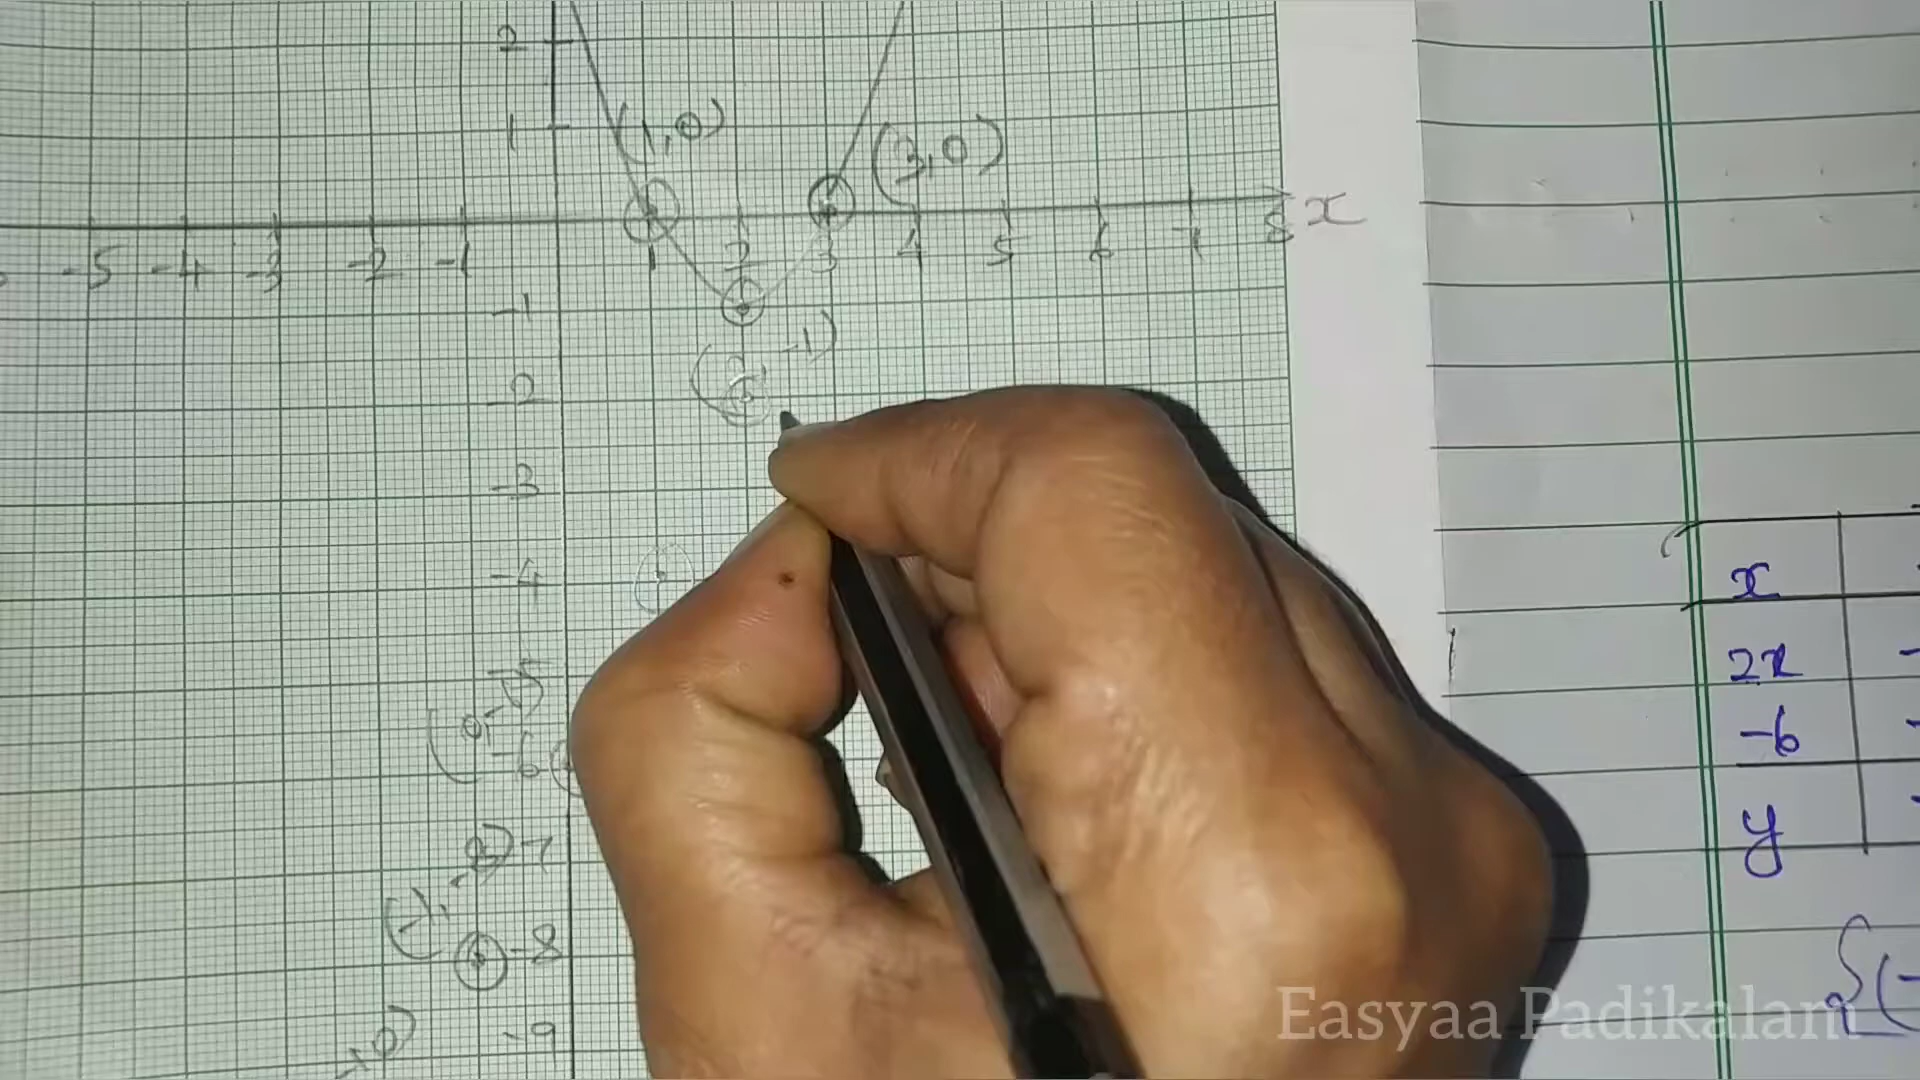 2
1
(1,0)
(3,0)
x
-5 -4 -3 -2 -1 1 2 3 4 5 6 7 8
-1
(2,-1)
-2
-3
-4
-5
-6
-7
-8
-9
x
2x
-6
y
Easyaa Padikalam